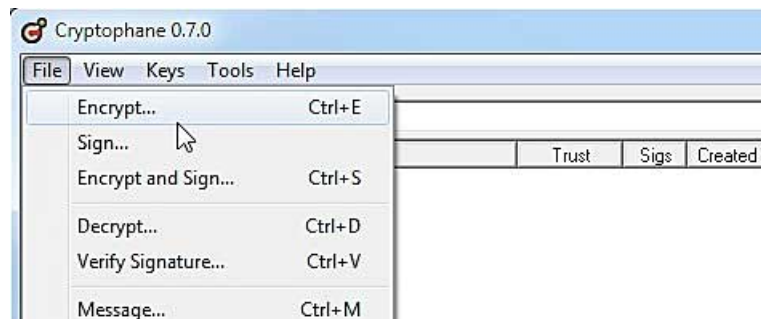 Cryptophane 0.7.0
File View Keys Tools Help
Encrypt... Ctrl+E
Sign...
Trust Sigs Created
Encrypt and Sign... Ctrl+S
Decrypt... Ctrl+D
Verify Signature... Ctrl+V
Message... Ctrl+M